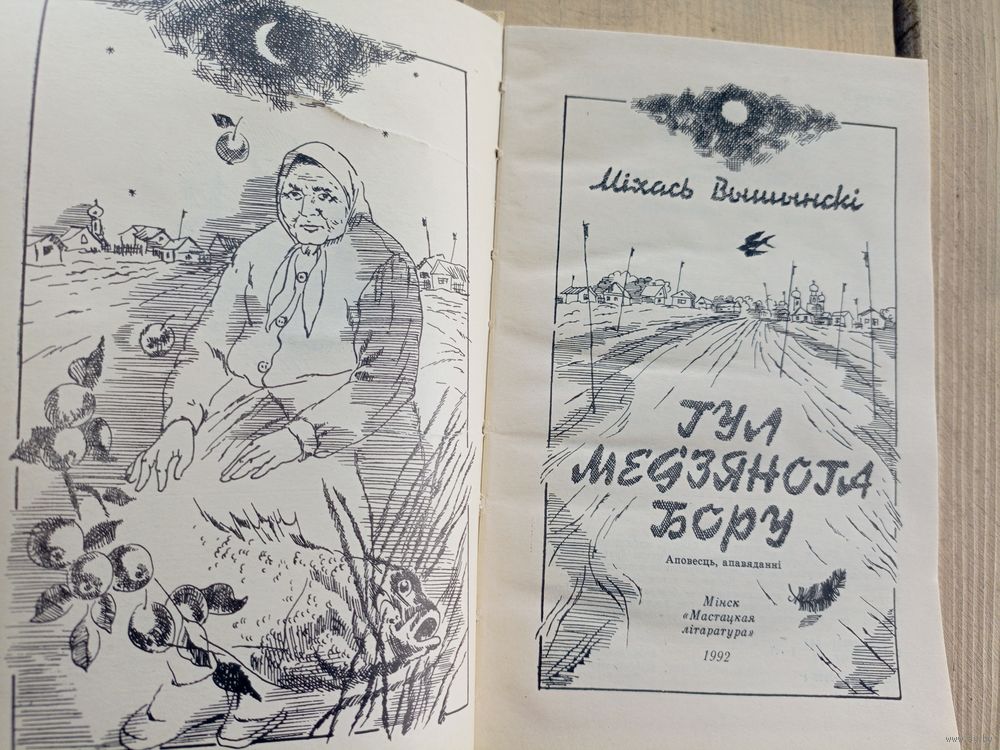 Міхась Вышынскі
ГУЛ
МЕДЗЯНОГА
БОРУ
Аповесць, апавяданні
Мінск
«Мастацкая
літаратура»
1992